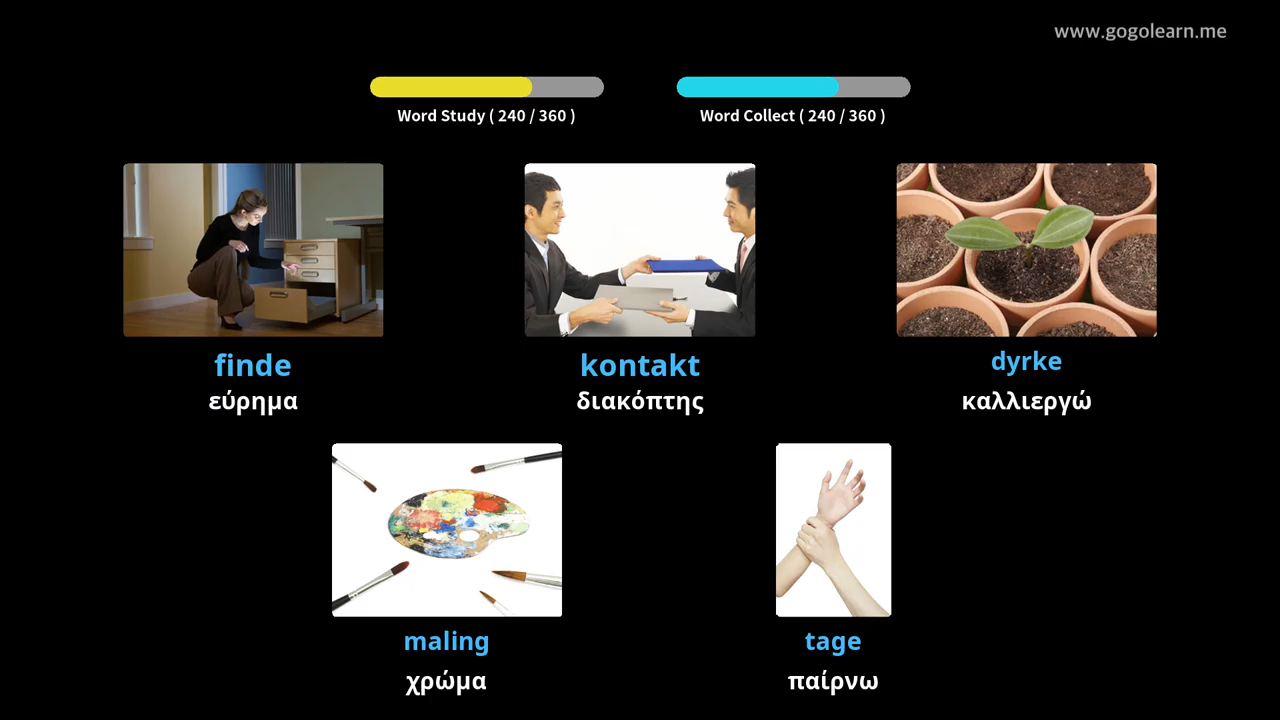 www.gogolearn.me
Word Study ( 240 / 360 )
Word Collect ( 240 / 360 )
finde
εύρημα
kontakt
διακόπτης
dyrke
καλλιεργώ
maling
χρώμα
tage
παίρνω